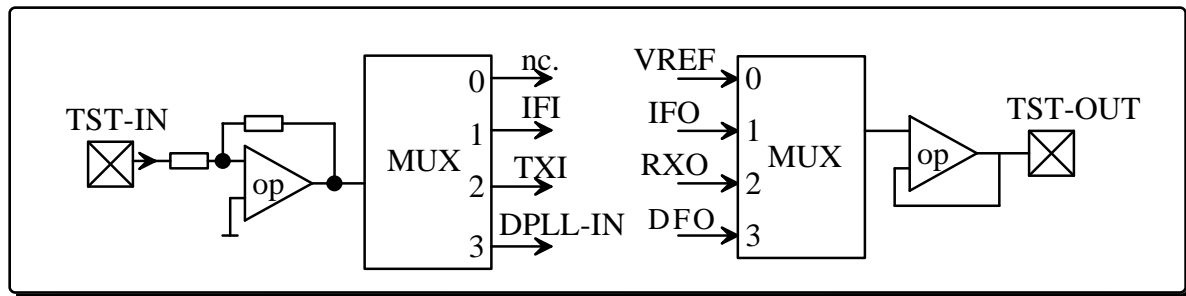 TST-IN
op
MUX
0 nc.
1 IFI
2 TXI
3 DPLL-IN
VREF 0
IFO 1
RXO 2
DFO 3
MUX
op
TST-OUT